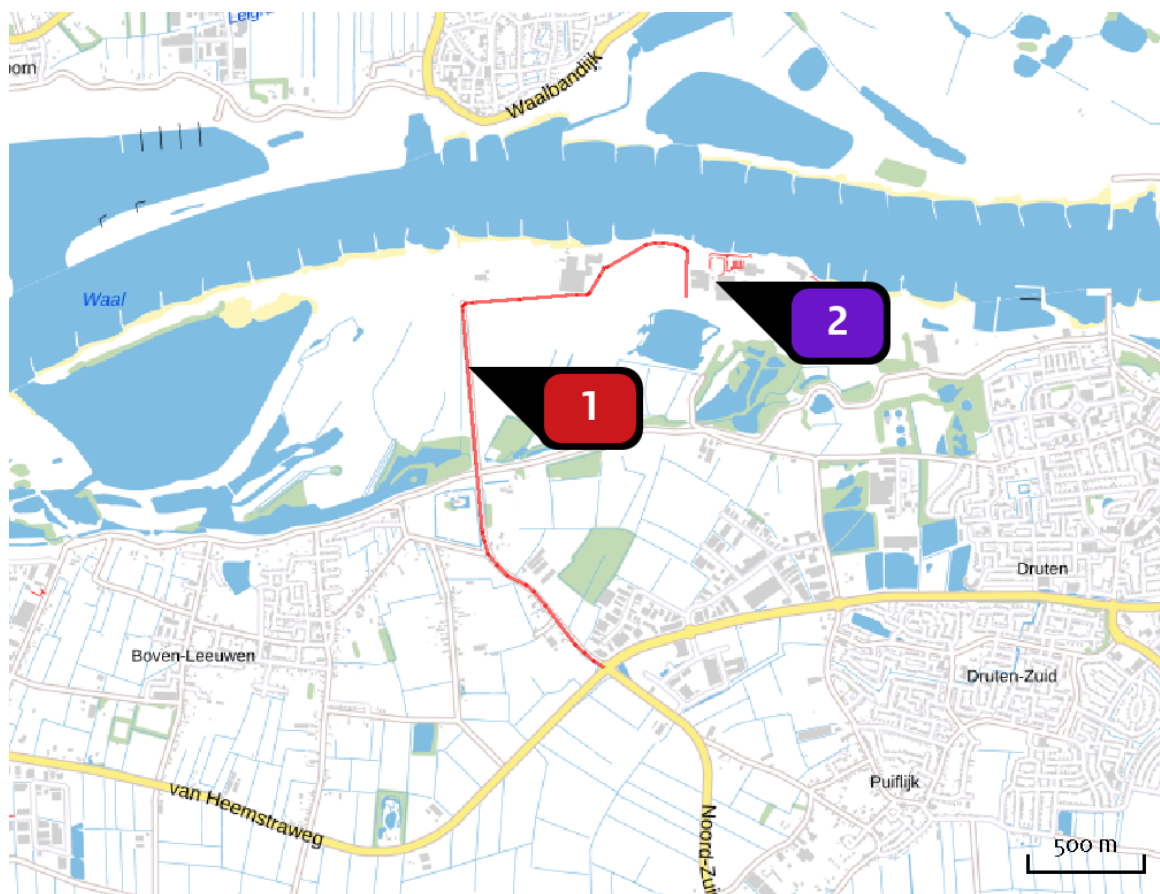 Waalbandijk
Waal
2
1
Druten
Boven-Leeuwen
Druten-Zuid
Puiflijk
van Heemstraweg
500 m